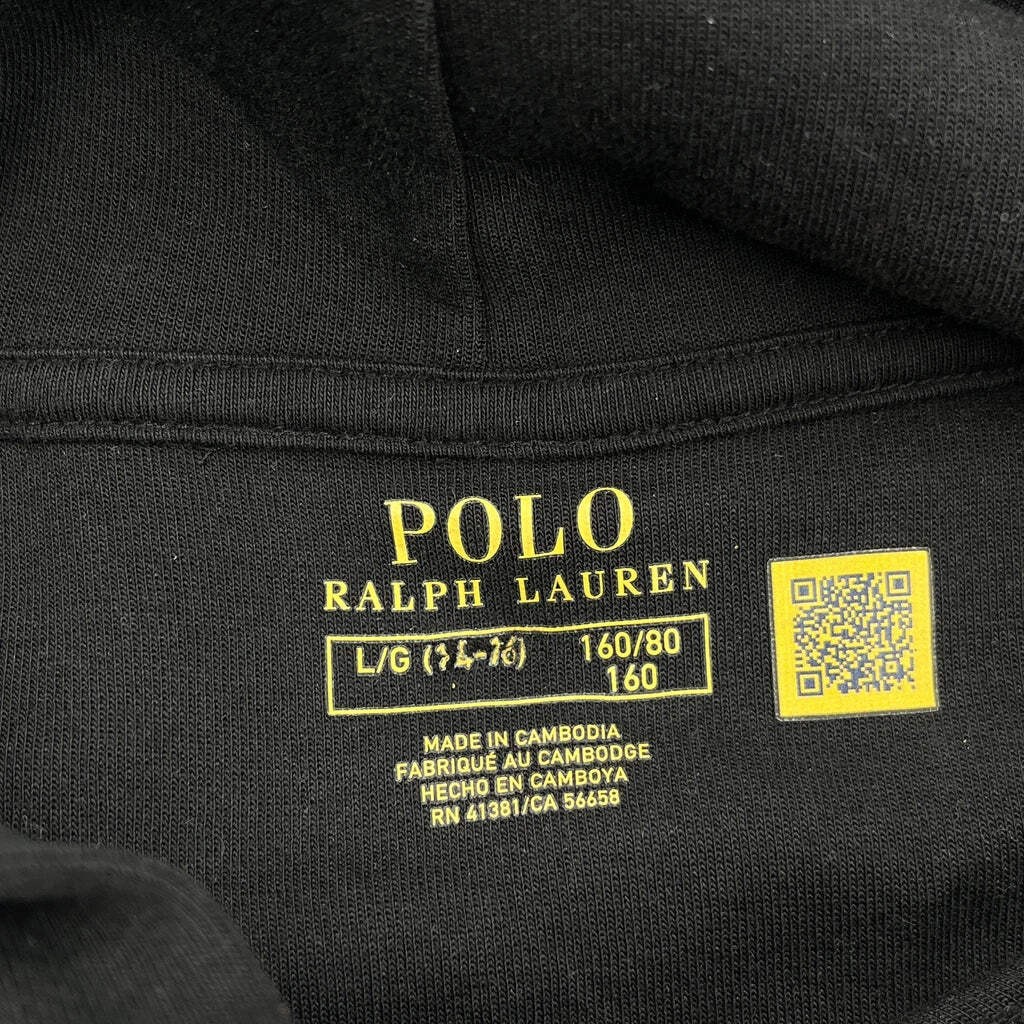 POLO
RALPH LAUREN
L/G 160/80
160
MADE IN CAMBODIA
FABRIQUÉ AU CAMBODGE
HECHO EN CAMBOYA
RN 41381/CA 56658